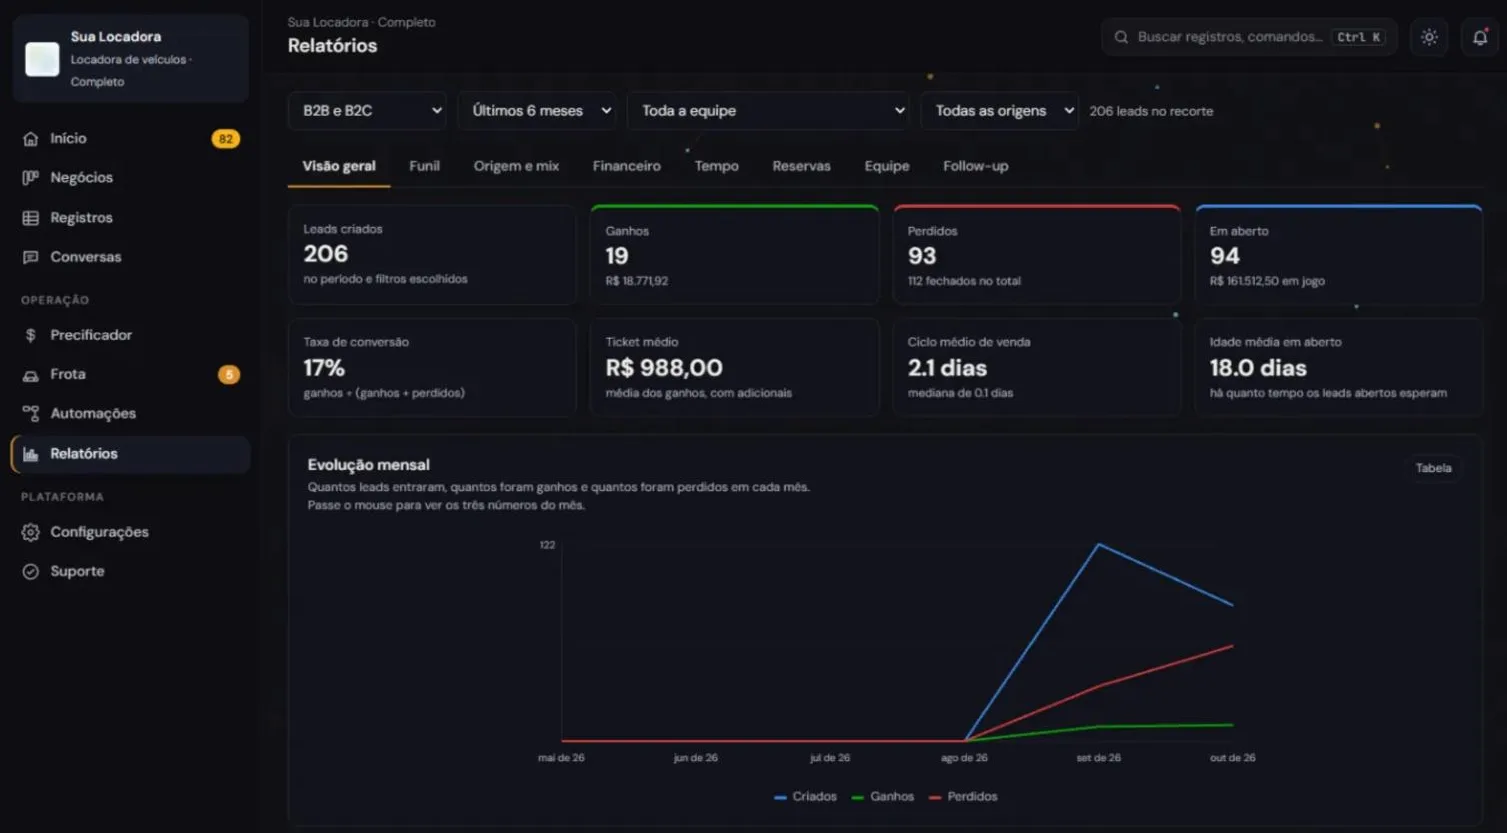 Sua Locadora
Locadora de veículos ·
Completo
Início
82
Negócios
Registros
Conversas
OPERAÇÃO
Precificador
Frota
5
Automações
Relatórios
PLATAFORMA
Configurações
Suporte
Sua Locadora · Completo
Relatórios
Buscar registros, comandos... Ctrl K
B2B e B2C
Últimos 6 meses
Toda a equipe
Todas as origens
206 leads no recorte
Visão geral
Funil
Origem e mix
Financeiro
Tempo
Reservas
Equipe
Follow-up
Leads criados
206
no período e filtros escolhidos
Ganhos
19
R$ 18.771,92
Perdidos
93
112 fechados no total
Em aberto
94
R$ 161.512,50 em jogo
Taxa de conversão
17%
ganhos ÷ (ganhos + perdidos)
Ticket médio
R$ 988,00
média dos ganhos, com adicionais
Ciclo médio de venda
2.1 dias
mediana de 0.1 dias
Idade média em aberto
18.0 dias
há quanto tempo os leads abertos esperam
Evolução mensal
Quantos leads entraram, quantos foram ganhos e quantos foram perdidos em cada mês.
Passe o mouse para ver os três números do mês.
Tabela
122
mai de 26
jun de 26
jul de 26
ago de 26
set de 26
out de 26
Criados
Ganhos
Perdidos